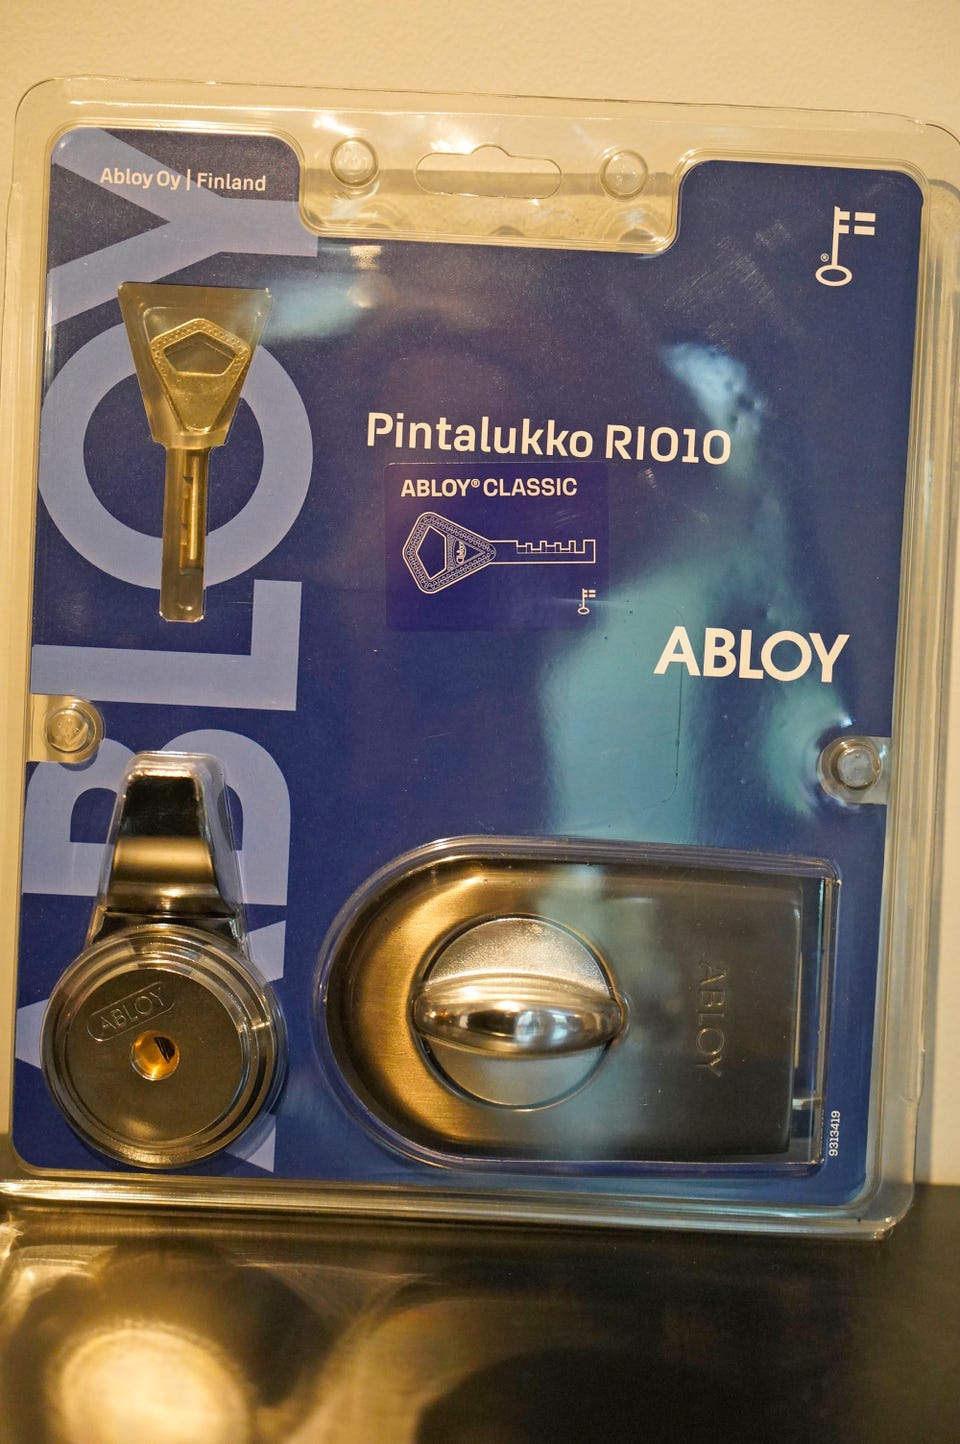 Abloy Oy | Finland
®
ABLOY
Pintalukko RI010
ABLOY® CLASSIC
ABLOY
ABLOY
ABLOY
9313419